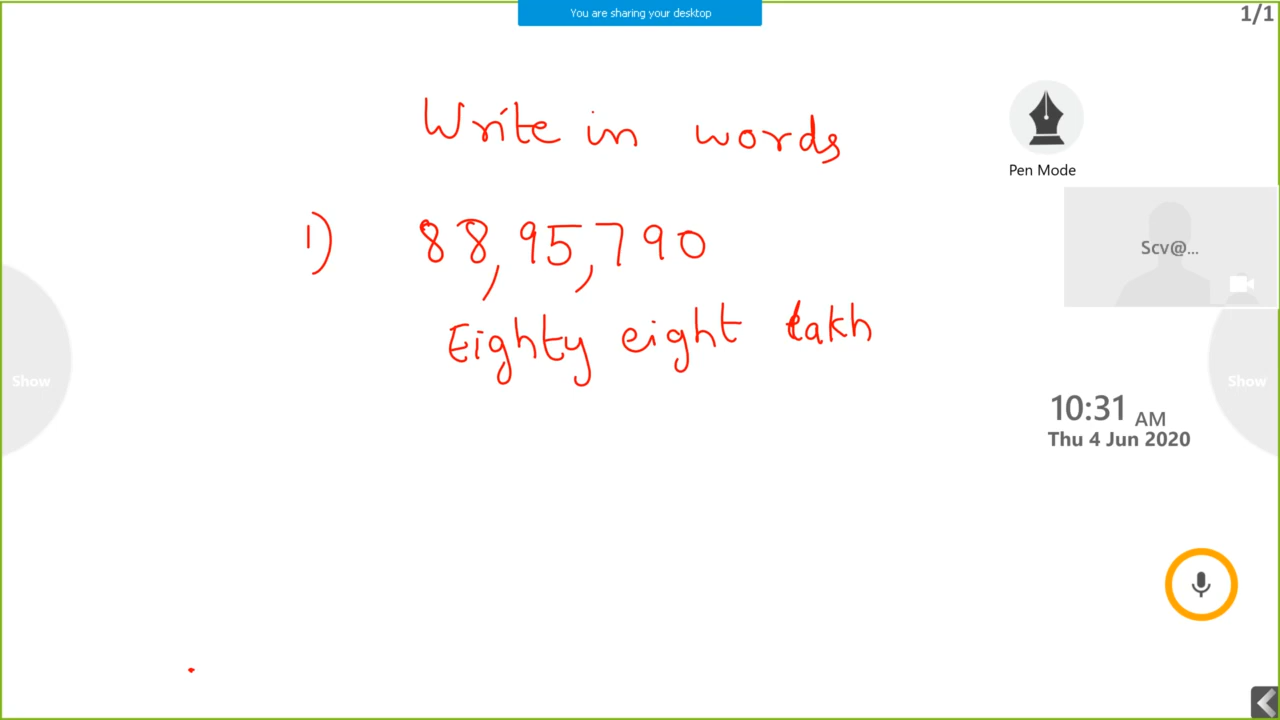 You are sharing your desktop
1/1
Write in words
Pen Mode
1) 88,95,790
Scv@...
Eighty eight lakh
Show
Show
10:31 AM
Thu 4 Jun 2020